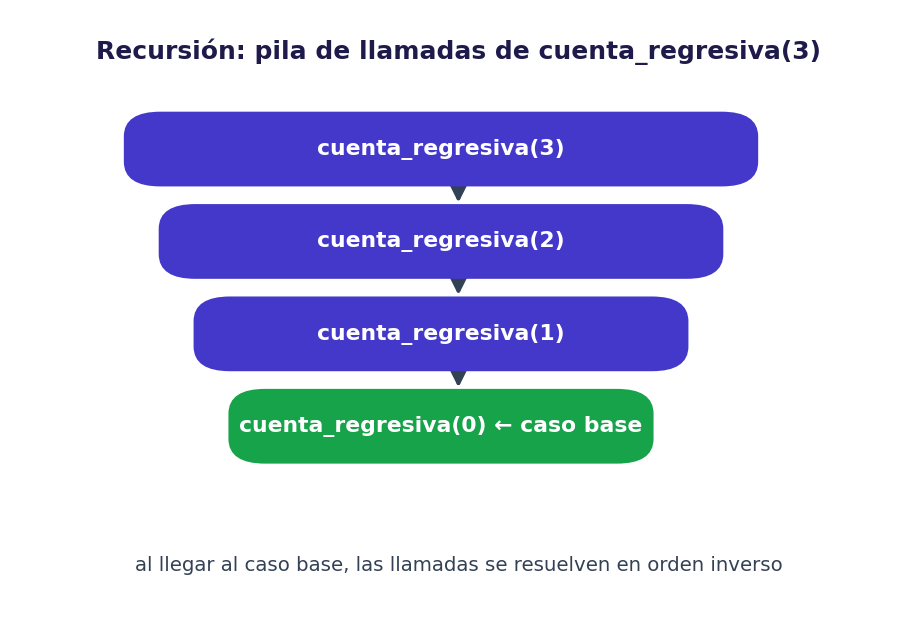 Recursión: pila de llamadas de cuenta_regresiva(3)
cuenta_regresiva(3)
cuenta_regresiva(2)
cuenta_regresiva(1)
cuenta_regresiva(0) ← caso base
al llegar al caso base, las llamadas se resuelven en orden inverso